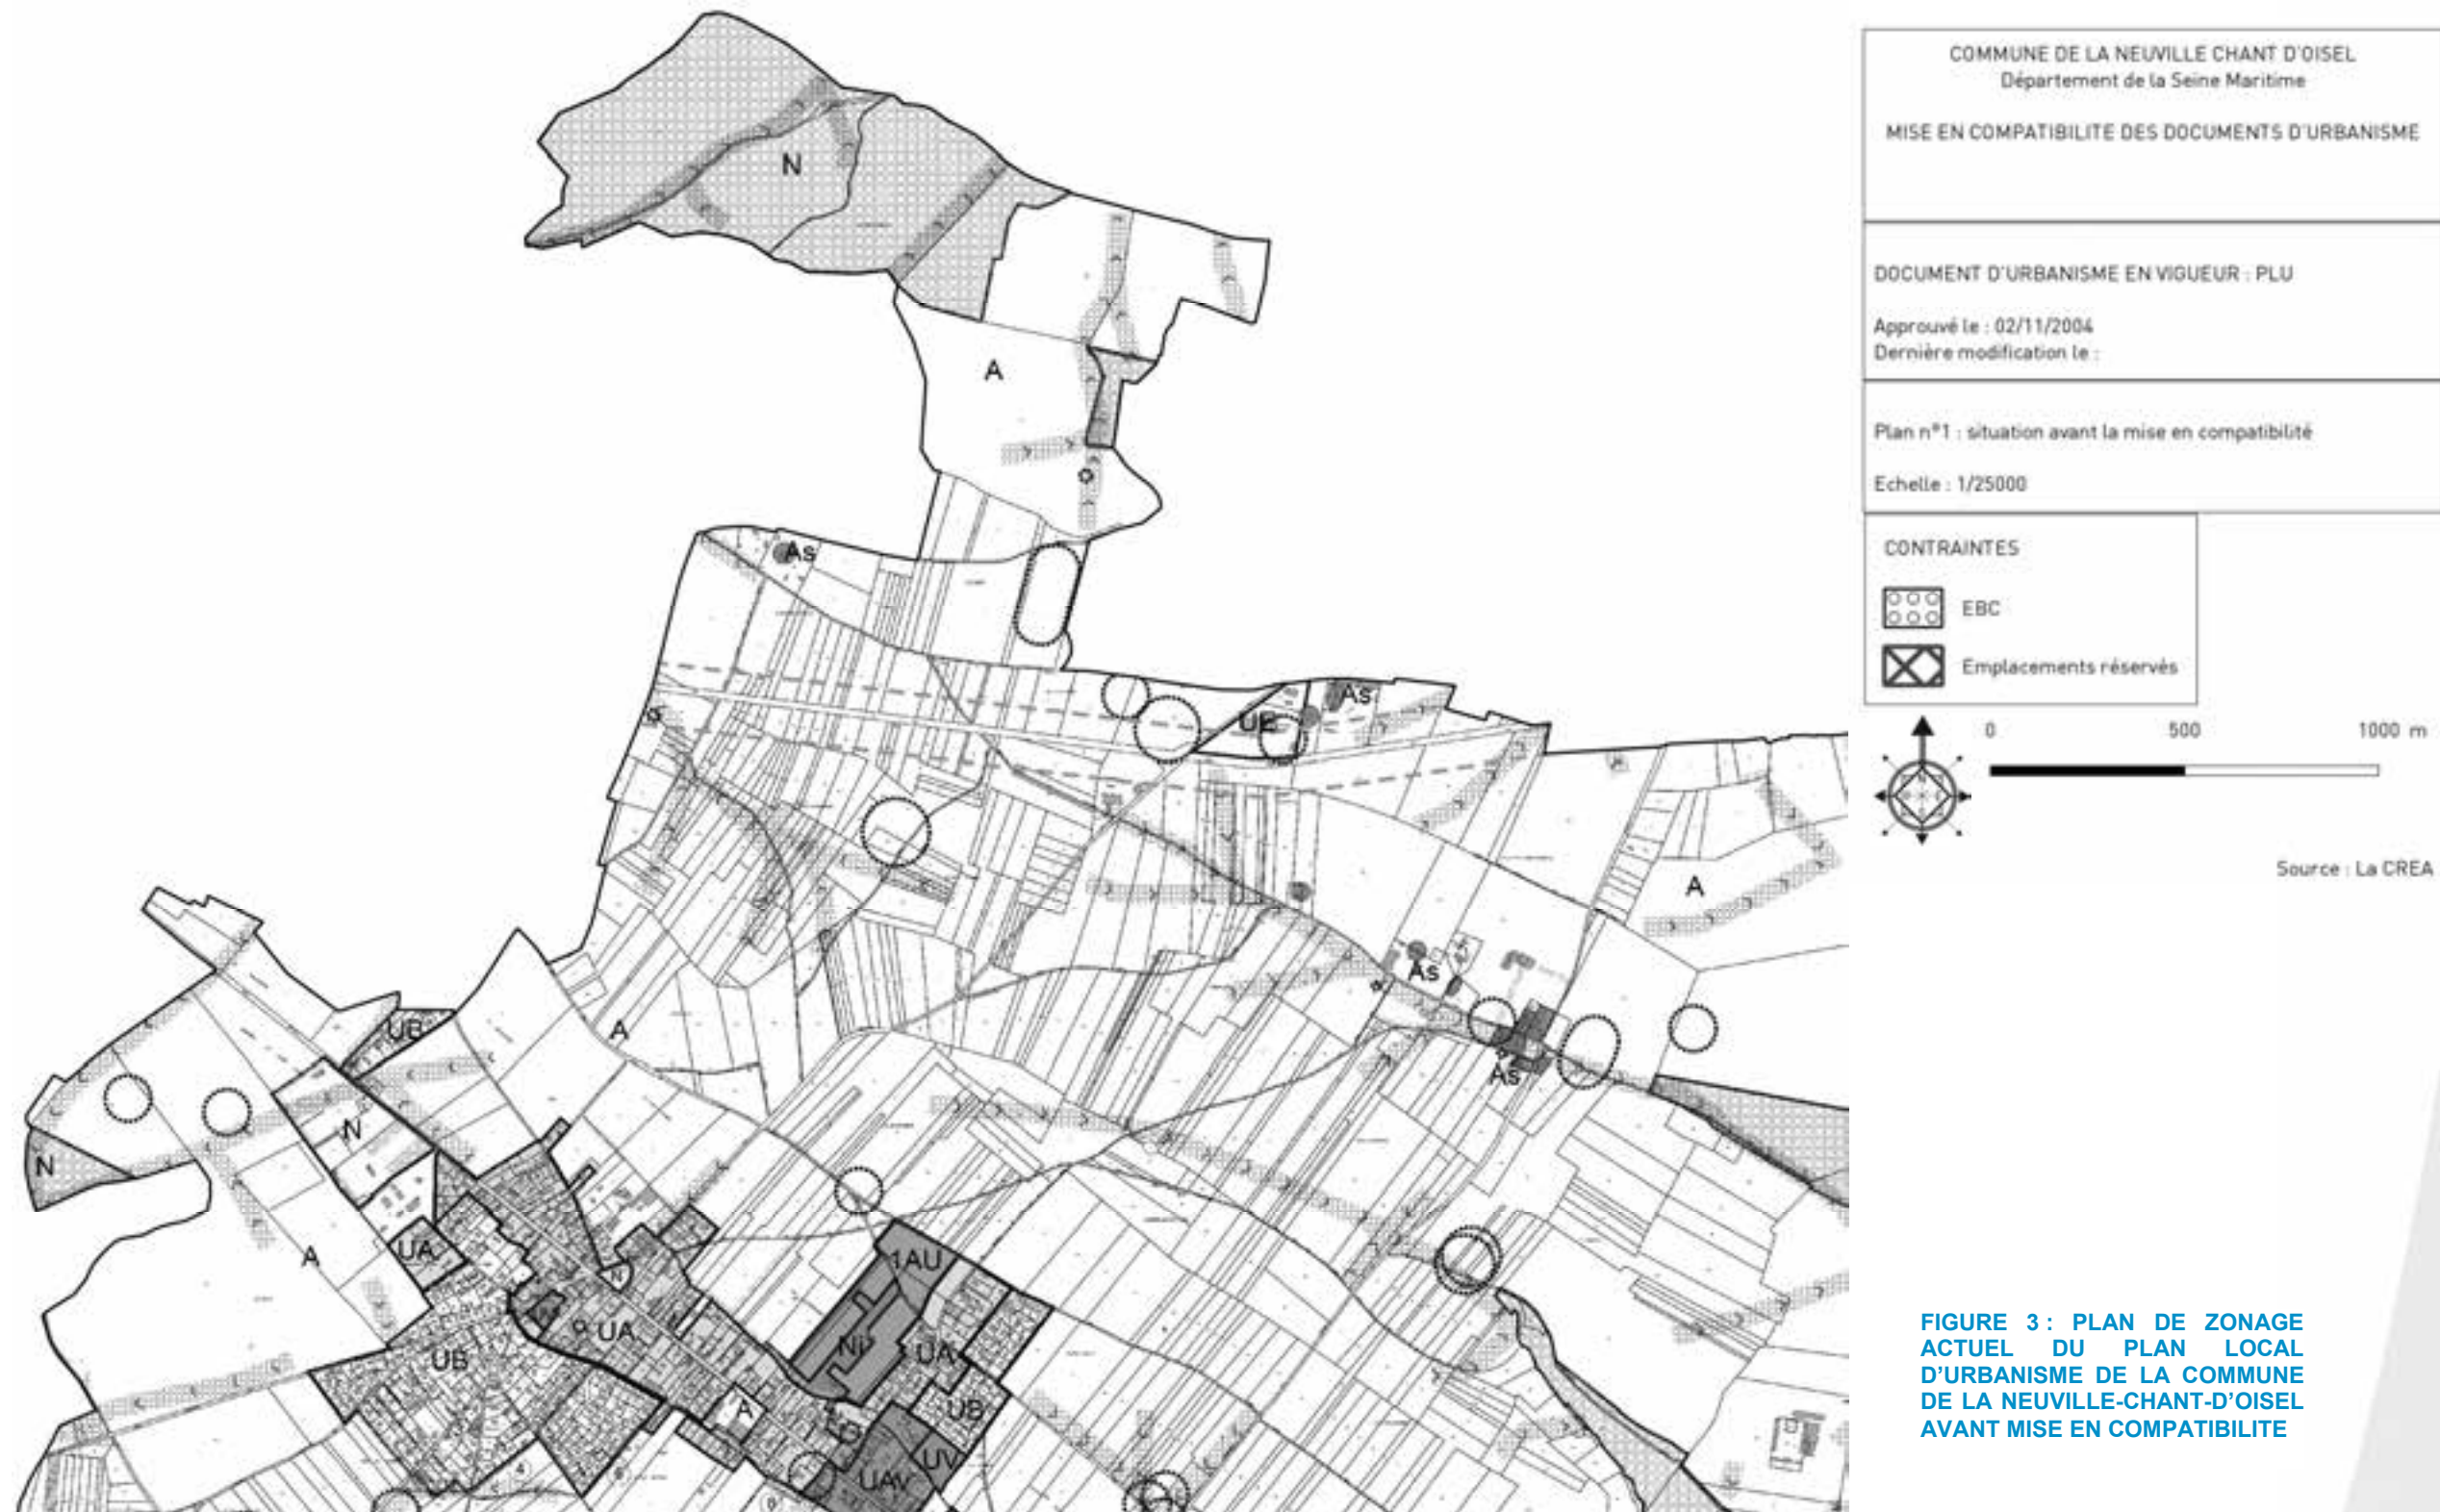 COMMUNE DE LA NEUVILLE CHANT D'OISEL
Département de la Seine Maritime
MISE EN COMPATIBILITE DES DOCUMENTS D'URBANISME
DOCUMENT D'URBANISME EN VIGUEUR : PLU
Approuvé le : 02/11/2004
Dernière modification le :
Plan n°1 : situation avant la mise en compatibilité
Echelle : 1/25000
CONTRAINTES
EBC
Emplacements réservés
0 500 1000 m
Source : La CREA
N
A
As
UE
As
A
As
As
UB
A
N
N
A
UA
N
1AU
UA
Ni
UA
UB
A
UB
UV
UAv
FIGURE 3 : PLAN DE ZONAGE
ACTUEL DU PLAN LOCAL
D'URBANISME DE LA COMMUNE
DE LA NEUVILLE-CHANT-D'OISEL
AVANT MISE EN COMPATIBILITE